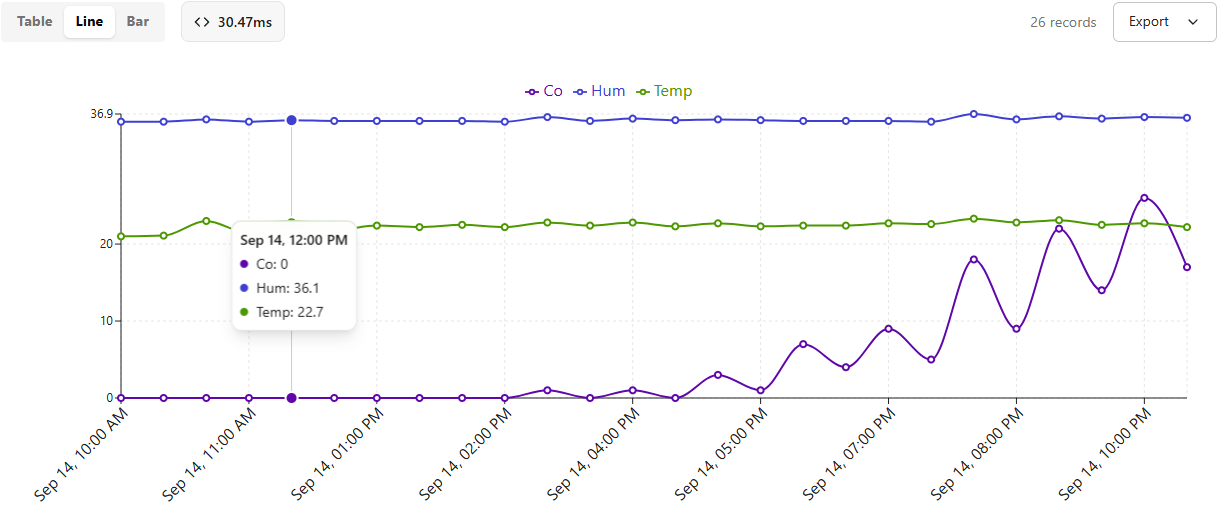 Table Line Bar <> 30.47ms 26 records Export
Co Hum Temp
36.9
20
10
0
Sep 14, 12:00 PM
Co: 0
Hum: 36.1
Temp: 22.7
Sep 14, 10:00 AM
Sep 14, 11:00 AM
Sep 14, 01:00 PM
Sep 14, 02:00 PM
Sep 14, 04:00 PM
Sep 14, 05:00 PM
Sep 14, 07:00 PM
Sep 14, 08:00 PM
Sep 14, 10:00 PM